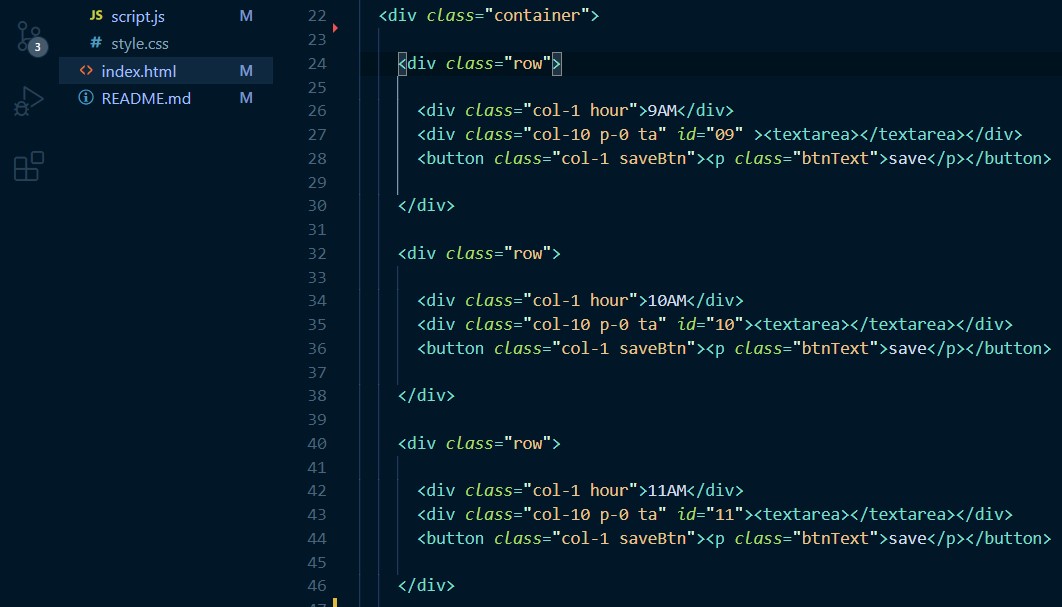 script.js M
style.css
index.html M
README.md M
3
22 <div class="container">
23
24 <div class="row">
25
26 <div class="col-1 hour">9AM</div>
27 <div class="col-10 p-0 ta" id="09" ><textarea></textarea></div>
28 <button class="col-1 saveBtn"><p class="btnText">save</p></button>
29
30 </div>
31
32 <div class="row">
33
34 <div class="col-1 hour">10AM</div>
35 <div class="col-10 p-0 ta" id="10"><textarea></textarea></div>
36 <button class="col-1 saveBtn"><p class="btnText">save</p></button>
37
38 </div>
39
40 <div class="row">
41
42 <div class="col-1 hour">11AM</div>
43 <div class="col-10 p-0 ta" id="11"><textarea></textarea></div>
44 <button class="col-1 saveBtn"><p class="btnText">save</p></button>
45
46 </div>